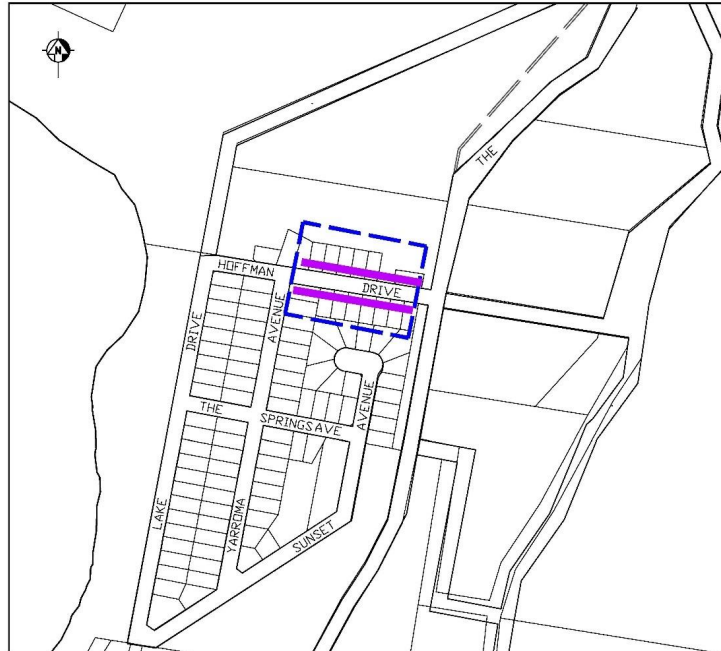 N
THE
HOFFMAN
DRIVE
AVENUE
DRIVE
THE
SPRINGS AVE
AVENUE
LAKE
YARROMA
SUNSET